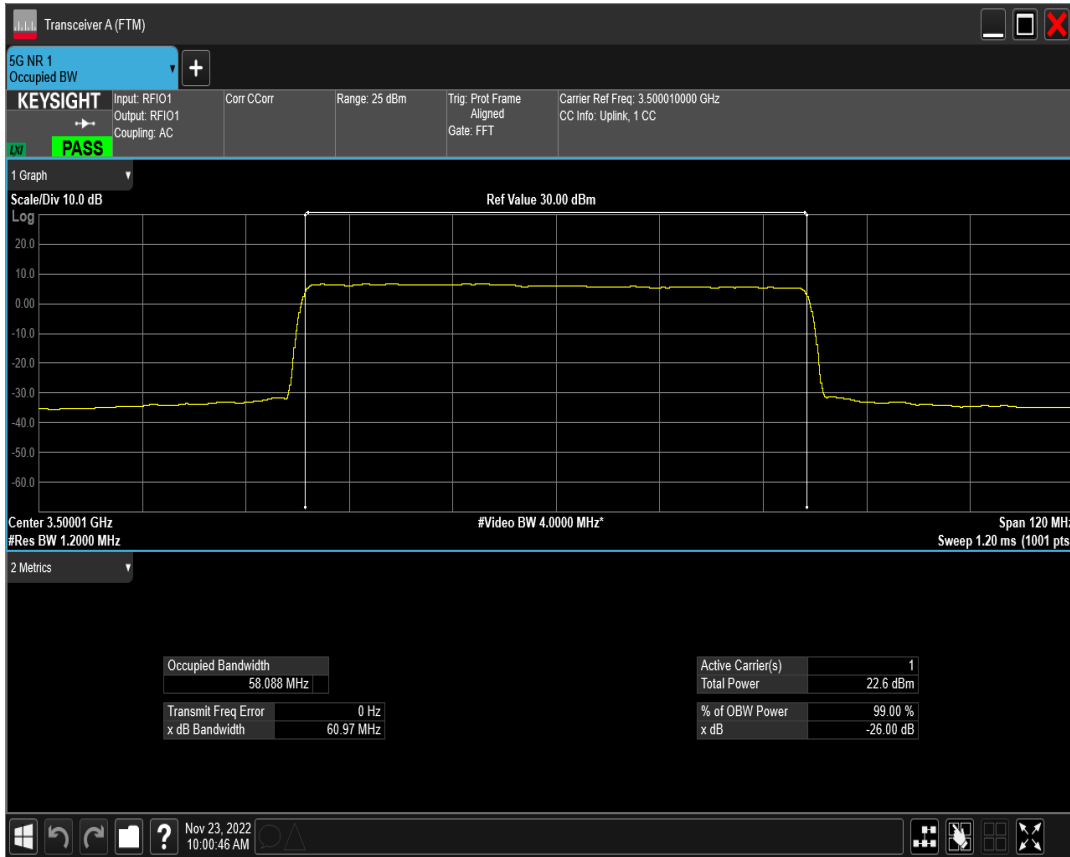 Transceiver A (FTM)
5G NR 1
Occupied BW
+
KEYSIGHT
Input: RFIO1
Output: RFIO1
Coupling: AC
Corr CCorr
Range: 25 dBm
Trig: Prot Frame
Aligned
Gate: FFT
Carrier Ref Freq: 3.500010000 GHz
CC Info: Uplink, 1 CC
LXI
PASS
1 Graph
Scale/Div 10.0 dB
Ref Value 30.00 dBm
Log
20.0
10.0
0.00
-10.0
-20.0
-30.0
-40.0
-50.0
-60.0
Center 3.50001 GHz
#Video BW 4.0000 MHz*
Span 120 MHz
#Res BW 1.2000 MHz
Sweep 1.20 ms (1001 pts
2 Metrics
Occupied Bandwidth
58.088 MHz
Transmit Freq Error 0 Hz
x dB Bandwidth 60.97 MHz
Active Carrier(s) 1
Total Power 22.6 dBm
% of OBW Power 99.00 %
x dB -26.00 dB
?
Nov 23, 2022
10:00:46 AM